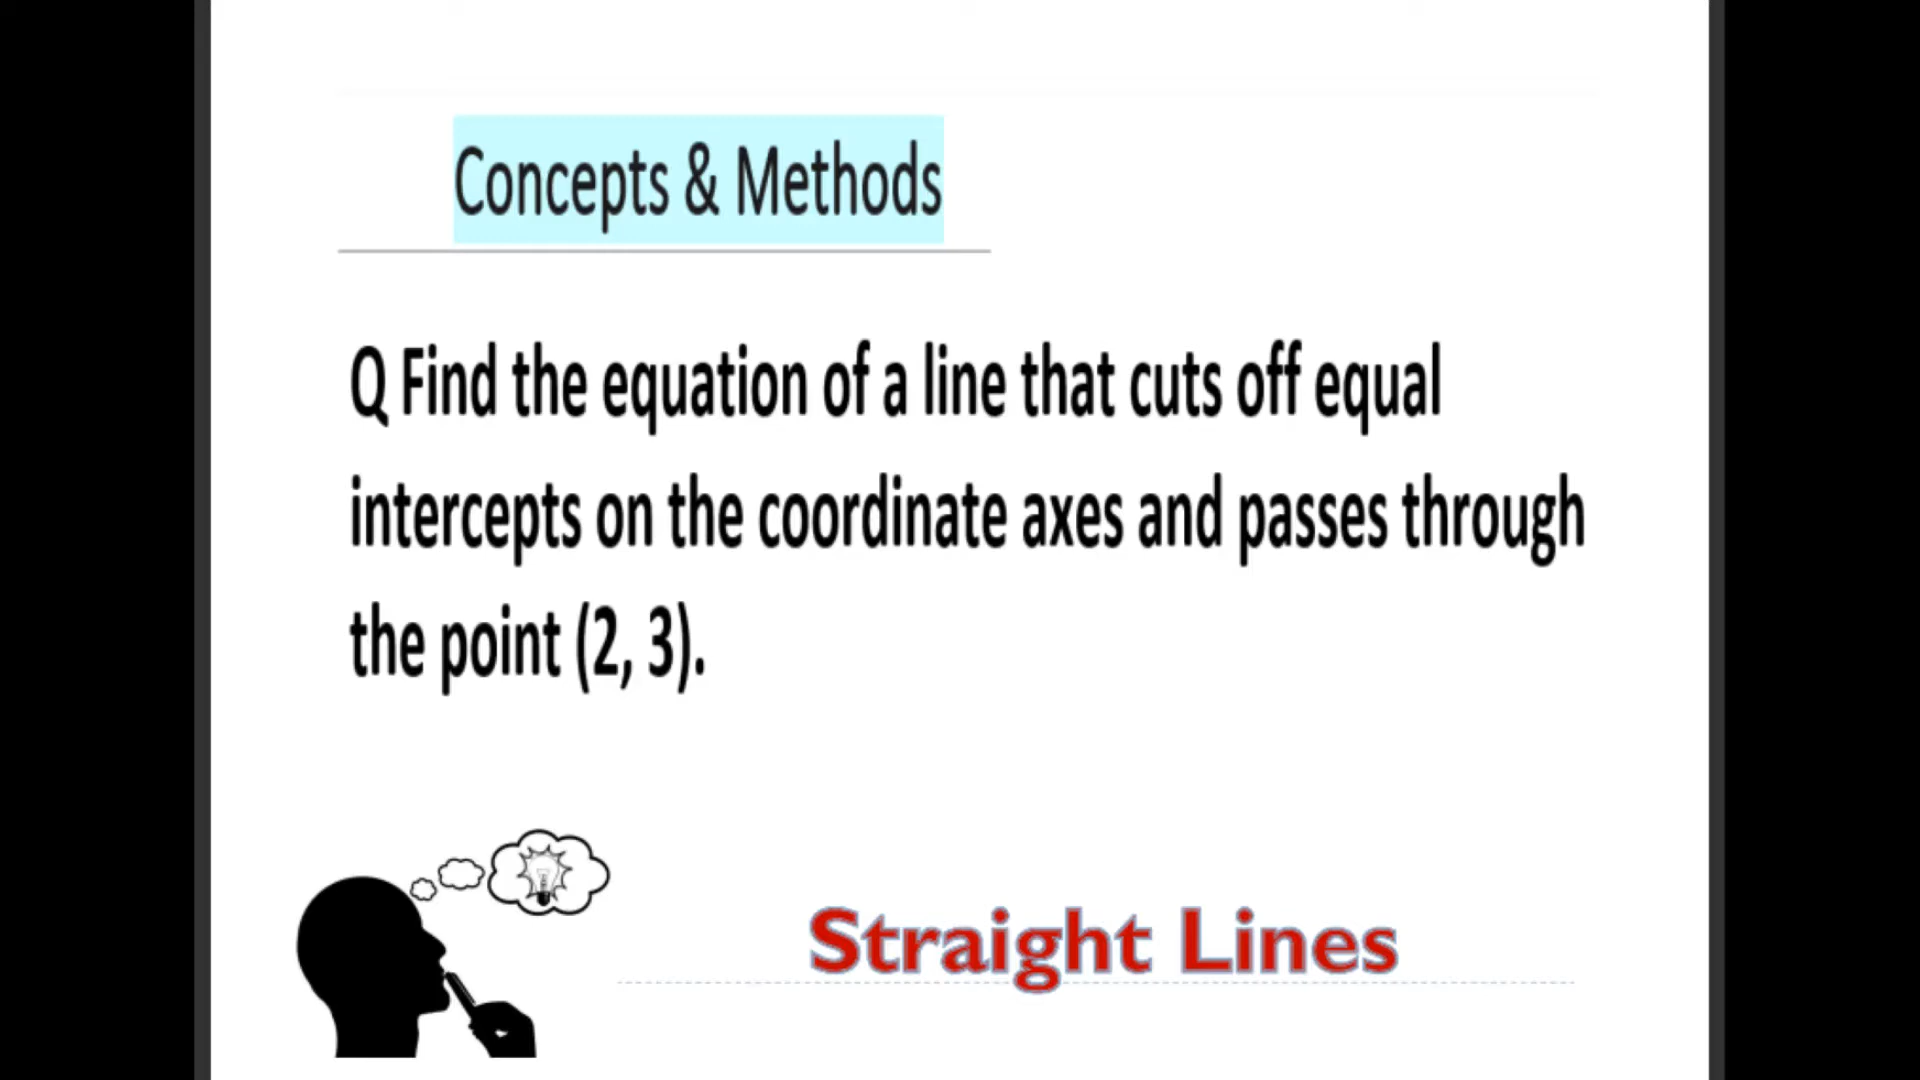 Concepts & Methods
Q Find the equation of a line that cuts off equal
intercepts on the coordinate axes and passes through
the point (2, 3).
Straight Lines